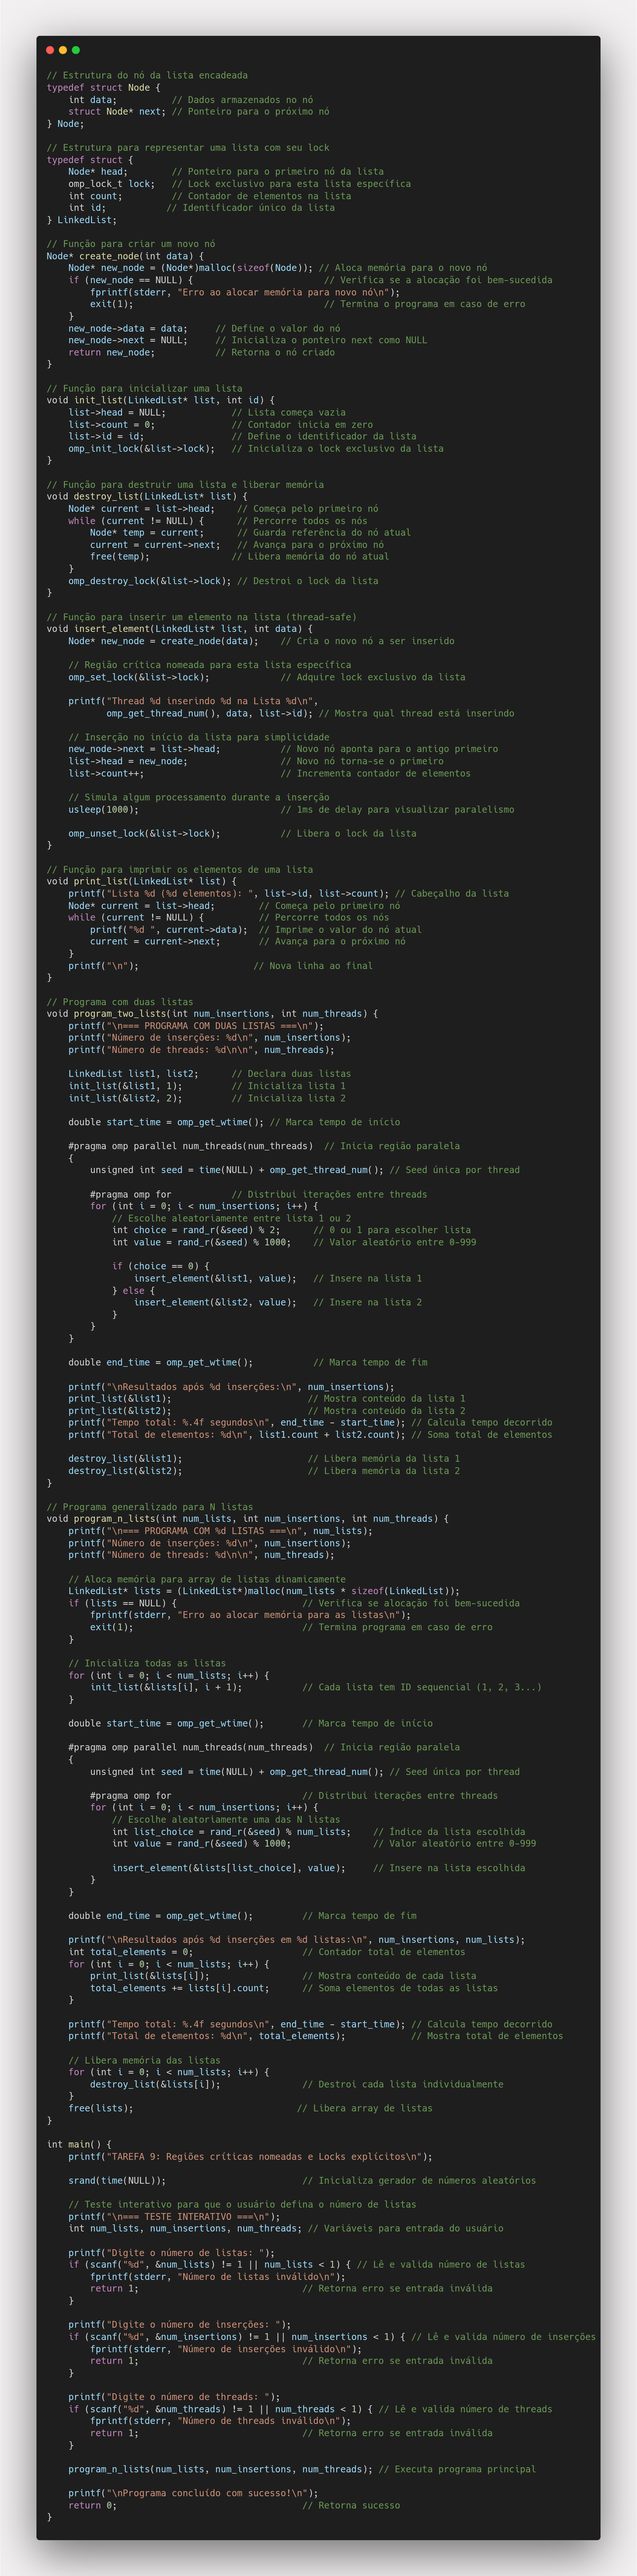 // Estrutura do nó da lista encadeada
typedef struct Node {
    int data;          // Dados armazenados no nó
    struct Node* next; // Ponteiro para o próximo nó
} Node;

// Estrutura para representar uma lista com seu lock
typedef struct {
    Node* head;        // Ponteiro para o primeiro nó da lista
    omp_lock_t lock;   // Lock exclusivo para esta lista específica
    int count;         // Contador de elementos na lista
    int id;           // Identificador único da lista
} LinkedList;

// Função para criar um novo nó
Node* create_node(int data) {
    Node* new_node = (Node*)malloc(sizeof(Node)); // Aloca memória para o novo nó
    if (new_node == NULL) {                        // Verifica se a alocação foi bem-sucedida
        fprintf(stderr, "Erro ao alocar memória para novo nó\n");
        exit(1);                                   // Termina o programa em caso de erro
    }
    new_node->data = data;     // Define o valor do nó
    new_node->next = NULL;     // Inicializa o ponteiro next como NULL
    return new_node;           // Retorna o nó criado
}

// Função para inicializar uma lista
void init_list(LinkedList* list, int id) {
    list->head = NULL;            // Lista começa vazia
    list->count = 0;              // Contador inicia em zero
    list->id = id;                // Define o identificador da lista
    omp_init_lock(&list->lock);   // Inicializa o lock exclusivo da lista
}

// Função para destruir uma lista e liberar memória
void destroy_list(LinkedList* list) {
    Node* current = list->head;    // Começa pelo primeiro nó
    while (current != NULL) {      // Percorre todos os nós
        Node* temp = current;      // Guarda referência do nó atual
        current = current->next;   // Avança para o próximo nó
        free(temp);               // Libera memória do nó atual
    }
    omp_destroy_lock(&list->lock); // Destroi o lock da lista
}

// Função para inserir um elemento na lista (thread-safe)
void insert_element(LinkedList* list, int data) {
    Node* new_node = create_node(data);    // Cria o novo nó a ser inserido

    // Região crítica nomeada para esta lista específica
    omp_set_lock(&list->lock);             // Adquire lock exclusivo da lista

    printf("Thread %d inserindo %d na Lista %d\n",
           omp_get_thread_num(), data, list->id); // Mostra qual thread está inserindo

    // Inserção no início da lista para simplicidade
    new_node->next = list->head;           // Novo nó aponta para o antigo primeiro
    list->head = new_node;                 // Novo nó torna-se o primeiro
    list->count++;                         // Incrementa contador de elementos

    // Simula algum processamento durante a inserção
    usleep(1000);                          // 1ms de delay para visualizar paralelismo

    omp_unset_lock(&list->lock);           // Libera o lock da lista
}

// Função para imprimir os elementos de uma lista
void print_list(LinkedList* list) {
    printf("Lista %d (%d elementos): ", list->id, list->count); // Cabeçalho da lista
    Node* current = list->head;        // Começa pelo primeiro nó
    while (current != NULL) {          // Percorre todos os nós
        printf("%d ", current->data);  // Imprime o valor do nó atual
        current = current->next;       // Avança para o próximo nó
    }
    printf("\n");                     // Nova linha ao final
}

// Programa com duas listas
void program_two_lists(int num_insertions, int num_threads) {
    printf("\n=== PROGRAMA COM DUAS LISTAS ===\n");
    printf("Número de inserções: %d\n", num_insertions);
    printf("Número de threads: %d\n\n", num_threads);

    LinkedList list1, list2;      // Declara duas listas
    init_list(&list1, 1);         // Inicializa lista 1
    init_list(&list2, 2);         // Inicializa lista 2

    double start_time = omp_get_wtime(); // Marca tempo de início

    #pragma omp parallel num_threads(num_threads)  // Inicia região paralela
    {
        unsigned int seed = time(NULL) + omp_get_thread_num(); // Seed única por thread

        #pragma omp for           // Distribui iterações entre threads
        for (int i = 0; i < num_insertions; i++) {
            // Escolhe aleatoriamente entre lista 1 ou 2
            int choice = rand_r(&seed) % 2;      // 0 ou 1 para escolher lista
            int value = rand_r(&seed) % 1000;    // Valor aleatório entre 0-999

            if (choice == 0) {
                insert_element(&list1, value);   // Insere na lista 1
            } else {
                insert_element(&list2, value);   // Insere na lista 2
            }
        }
    }

    double end_time = omp_get_wtime();           // Marca tempo de fim

    printf("\nResultados após %d inserções:\n", num_insertions);
    print_list(&list1);                         // Mostra conteúdo da lista 1
    print_list(&list2);                         // Mostra conteúdo da lista 2
    printf("Tempo total: %.4f segundos\n", end_time - start_time); // Calcula tempo decorrido
    printf("Total de elementos: %d\n", list1.count + list2.count); // Soma total de elementos

    destroy_list(&list1);                       // Libera memória da lista 1
    destroy_list(&list2);                       // Libera memória da lista 2
}

// Programa generalizado para N listas
void program_n_lists(int num_lists, int num_insertions, int num_threads) {
    printf("\n=== PROGRAMA COM %d LISTAS ===\n", num_lists);
    printf("Número de inserções: %d\n", num_insertions);
    printf("Número de threads: %d\n\n", num_threads);

    // Aloca memória para array de listas dinamicamente
    LinkedList* lists = (LinkedList*)malloc(num_lists * sizeof(LinkedList));
    if (lists == NULL) {                       // Verifica se alocação foi bem-sucedida
        fprintf(stderr, "Erro ao alocar memória para as listas\n");
        exit(1);                               // Termina programa em caso de erro
    }

    // Inicializa todas as listas
    for (int i = 0; i < num_lists; i++) {
        init_list(&lists[i], i + 1);           // Cada lista tem ID sequencial (1, 2, 3...)
    }

    double start_time = omp_get_wtime();       // Marca tempo de início

    #pragma omp parallel num_threads(num_threads)  // Inicia região paralela
    {
        unsigned int seed = time(NULL) + omp_get_thread_num(); // Seed única por thread

        #pragma omp for                        // Distribui iterações entre threads
        for (int i = 0; i < num_insertions; i++) {
            // Escolhe aleatoriamente uma das N listas
            int list_choice = rand_r(&seed) % num_lists;    // Índice da lista escolhida
            int value = rand_r(&seed) % 1000;               // Valor aleatório entre 0-999

            insert_element(&lists[list_choice], value);     // Insere na lista escolhida
        }
    }

    double end_time = omp_get_wtime();         // Marca tempo de fim

    printf("\nResultados após %d inserções em %d listas:\n", num_insertions, num_lists);
    int total_elements = 0;                    // Contador total de elementos
    for (int i = 0; i < num_lists; i++) {
        print_list(&lists[i]);                 // Mostra conteúdo de cada lista
        total_elements += lists[i].count;      // Soma elementos de todas as listas
    }

    printf("Tempo total: %.4f segundos\n", end_time - start_time); // Calcula tempo decorrido
    printf("Total de elementos: %d\n", total_elements);            // Mostra total de elementos

    // Libera memória das listas
    for (int i = 0; i < num_lists; i++) {
        destroy_list(&lists[i]);               // Destroi cada lista individualmente
    }
    free(lists);                              // Libera array de listas
}

int main() {
    printf("TAREFA 9: Regiões críticas nomeadas e Locks explícitos\n");

    srand(time(NULL));                         // Inicializa gerador de números aleatórios

    // Teste interativo para que o usuário defina o número de listas
    printf("\n=== TESTE INTERATIVO ===\n");
    int num_lists, num_insertions, num_threads; // Variáveis para entrada do usuário

    printf("Digite o número de listas: ");
    if (scanf("%d", &num_lists) != 1 || num_lists < 1) { // Lê e valida número de listas
        fprintf(stderr, "Número de listas inválido\n");
        return 1;                              // Retorna erro se entrada inválida
    }

    printf("Digite o número de inserções: ");
    if (scanf("%d", &num_insertions) != 1 || num_insertions < 1) { // Lê e valida número de inserções
        fprintf(stderr, "Número de inserções inválido\n");
        return 1;                              // Retorna erro se entrada inválida
    }

    printf("Digite o número de threads: ");
    if (scanf("%d", &num_threads) != 1 || num_threads < 1) { // Lê e valida número de threads
        fprintf(stderr, "Número de threads inválido\n");
        return 1;                              // Retorna erro se entrada inválida
    }

    program_n_lists(num_lists, num_insertions, num_threads); // Executa programa principal

    printf("\nPrograma concluído com sucesso!\n");
    return 0;                                  // Retorna sucesso
}